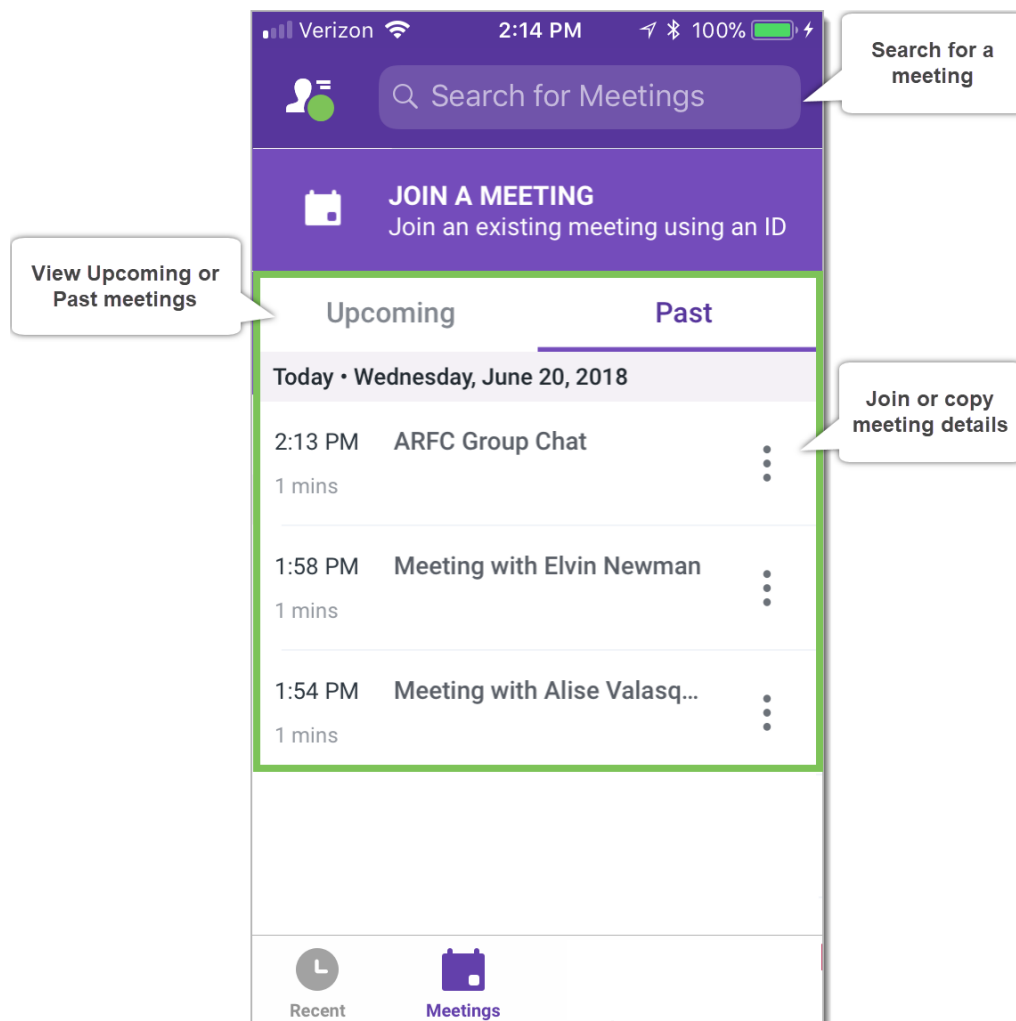 Verizon 2:14 PM 100%
Search for a
meeting
Search for Meetings
JOIN A MEETING
Join an existing meeting using an ID
View Upcoming or
Past meetings
Upcoming Past
Today • Wednesday, June 20, 2018
Join or copy
meeting details
2:13 PM ARFC Group Chat
1 mins
1:58 PM Meeting with Elvin Newman
1 mins
1:54 PM Meeting with Alise Valasq...
1 mins
Recent Meetings